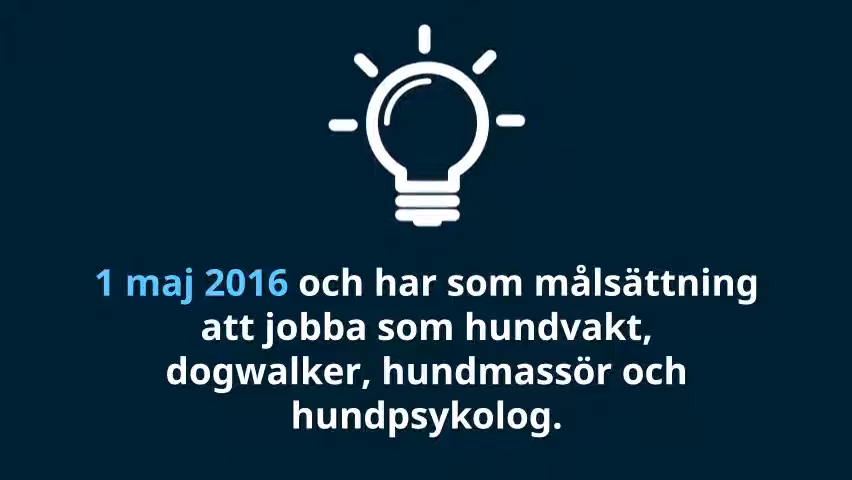 1 maj 2016 och har som målsättning
att jobba som hundvakt,
dogwalker, hundmassör och
hundpsykolog.